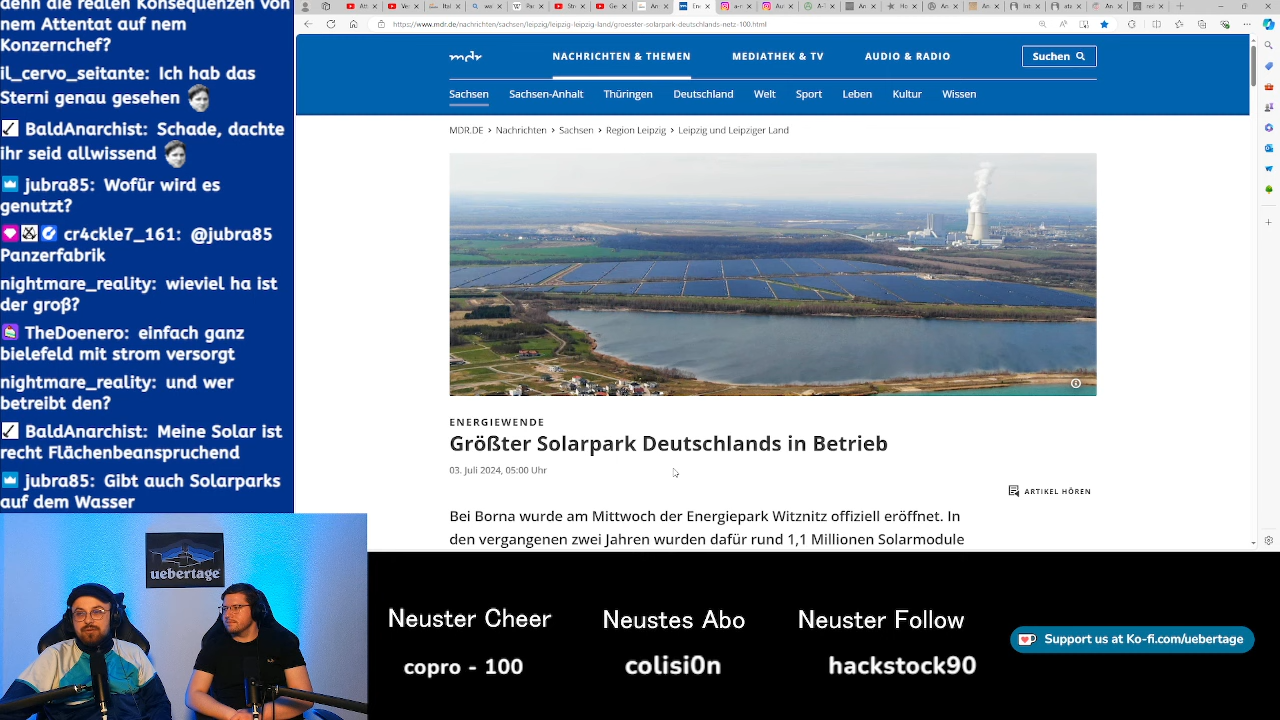 denn die realen Konsequenzen von
nem Attentat auf nem
Konzernchef?
il_cervo_seitante: Ich hab das
Sterni genau gesehen
BaldAnarchist: Schade, dachte
ihr seid allwissend
jubra85: Wofür wird es
genutzt?
cr4ckle7_161: @jubra85
Panzerfabrik
nightmare_reality: wieviel ha ist
der groß?
TheDoenero: einfach ganz
bielefeld mit strom versorgt
nightmare_reality: und wer
betreibt den?
BaldAnarchist: Meine Solar ist
recht Flächenbeanspruchend
jubra85: Gibt auch Solarparks
auf dem Wasser
https://www.mdr.de/nachrichten/sachsen/leipzig/leipzig-leipzig-land/groesster-solarpark-deutschlands-netz-100.html
mdr
NACHRICHTEN & THEMEN
MEDIATHEK & TV
AUDIO & RADIO
Suchen
Sachsen
Sachsen-Anhalt
Thüringen
Deutschland
Welt
Sport
Leben
Kultur
Wissen
MDR.DE > Nachrichten > Sachsen > Region Leipzig > Leipzig und Leipziger Land
ENERGIEWENDE
Größter Solarpark Deutschlands in Betrieb
03. Juli 2024, 05:00 Uhr
ARTIKEL HÖREN
Bei Borna wurde am Mittwoch der Energiepark Witznitz offiziell eröffnet. In
den vergangenen zwei Jahren wurden dafür rund 1,1 Millionen Solarmodule
uebertage
Neuster Cheer
copro - 100
Neustes Abo
colisi0n
Neuster Follow
hackstock90
Support us at Ko-fi.com/uebertage